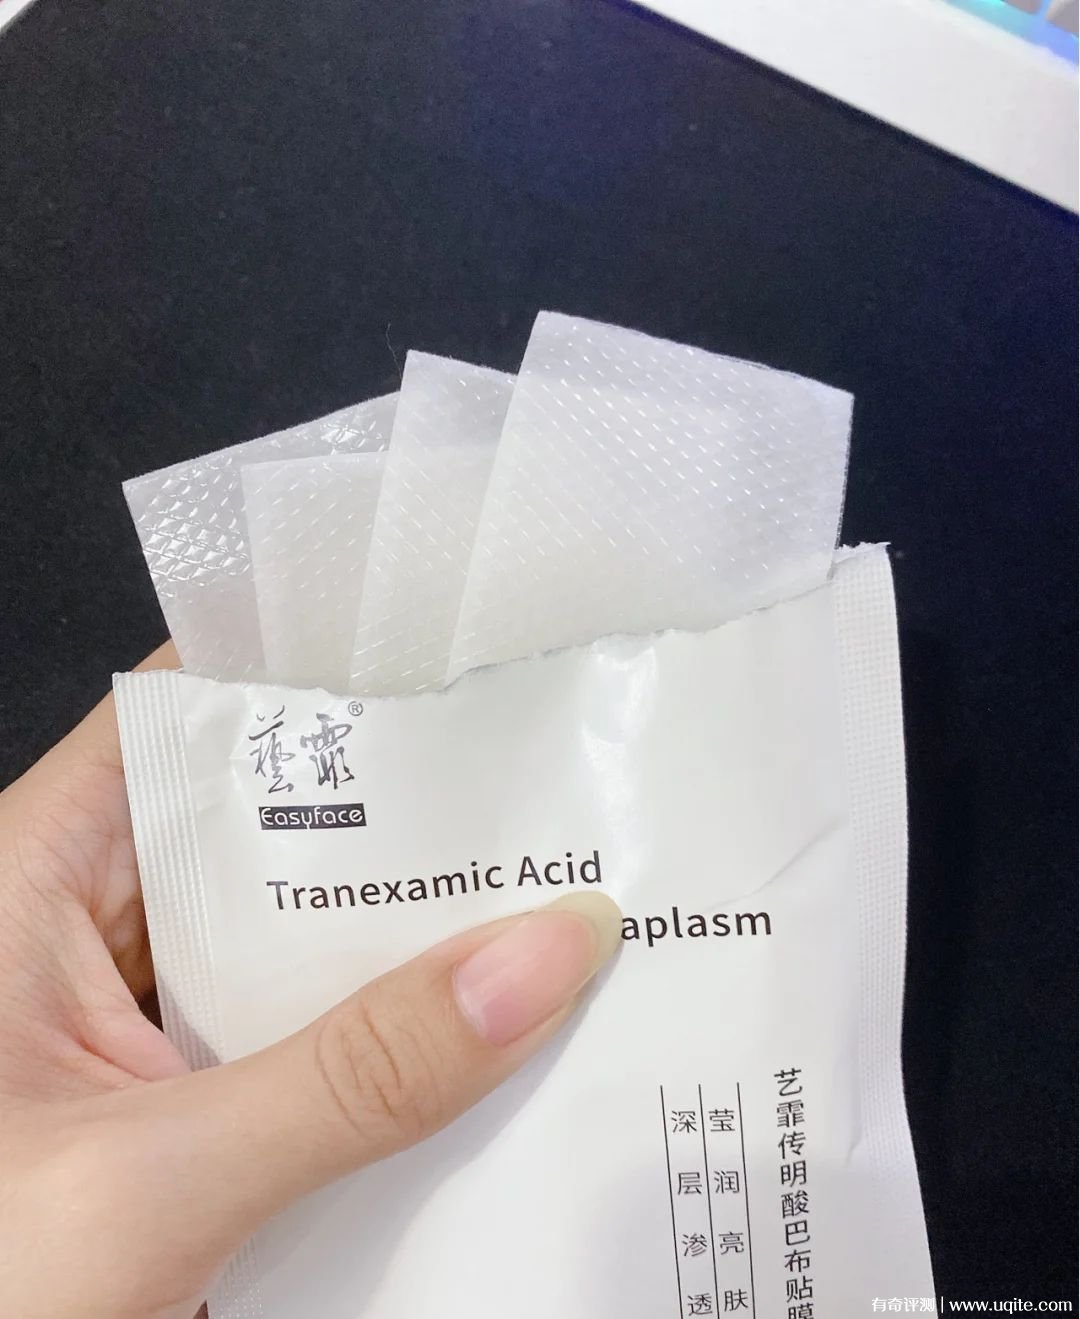 藝霏®
Easyface
Tranexamic Acid
aplasm
艺霏传明酸巴布贴膜
莹润亮肤
深层渗透
有奇评测 | www.uqite.com